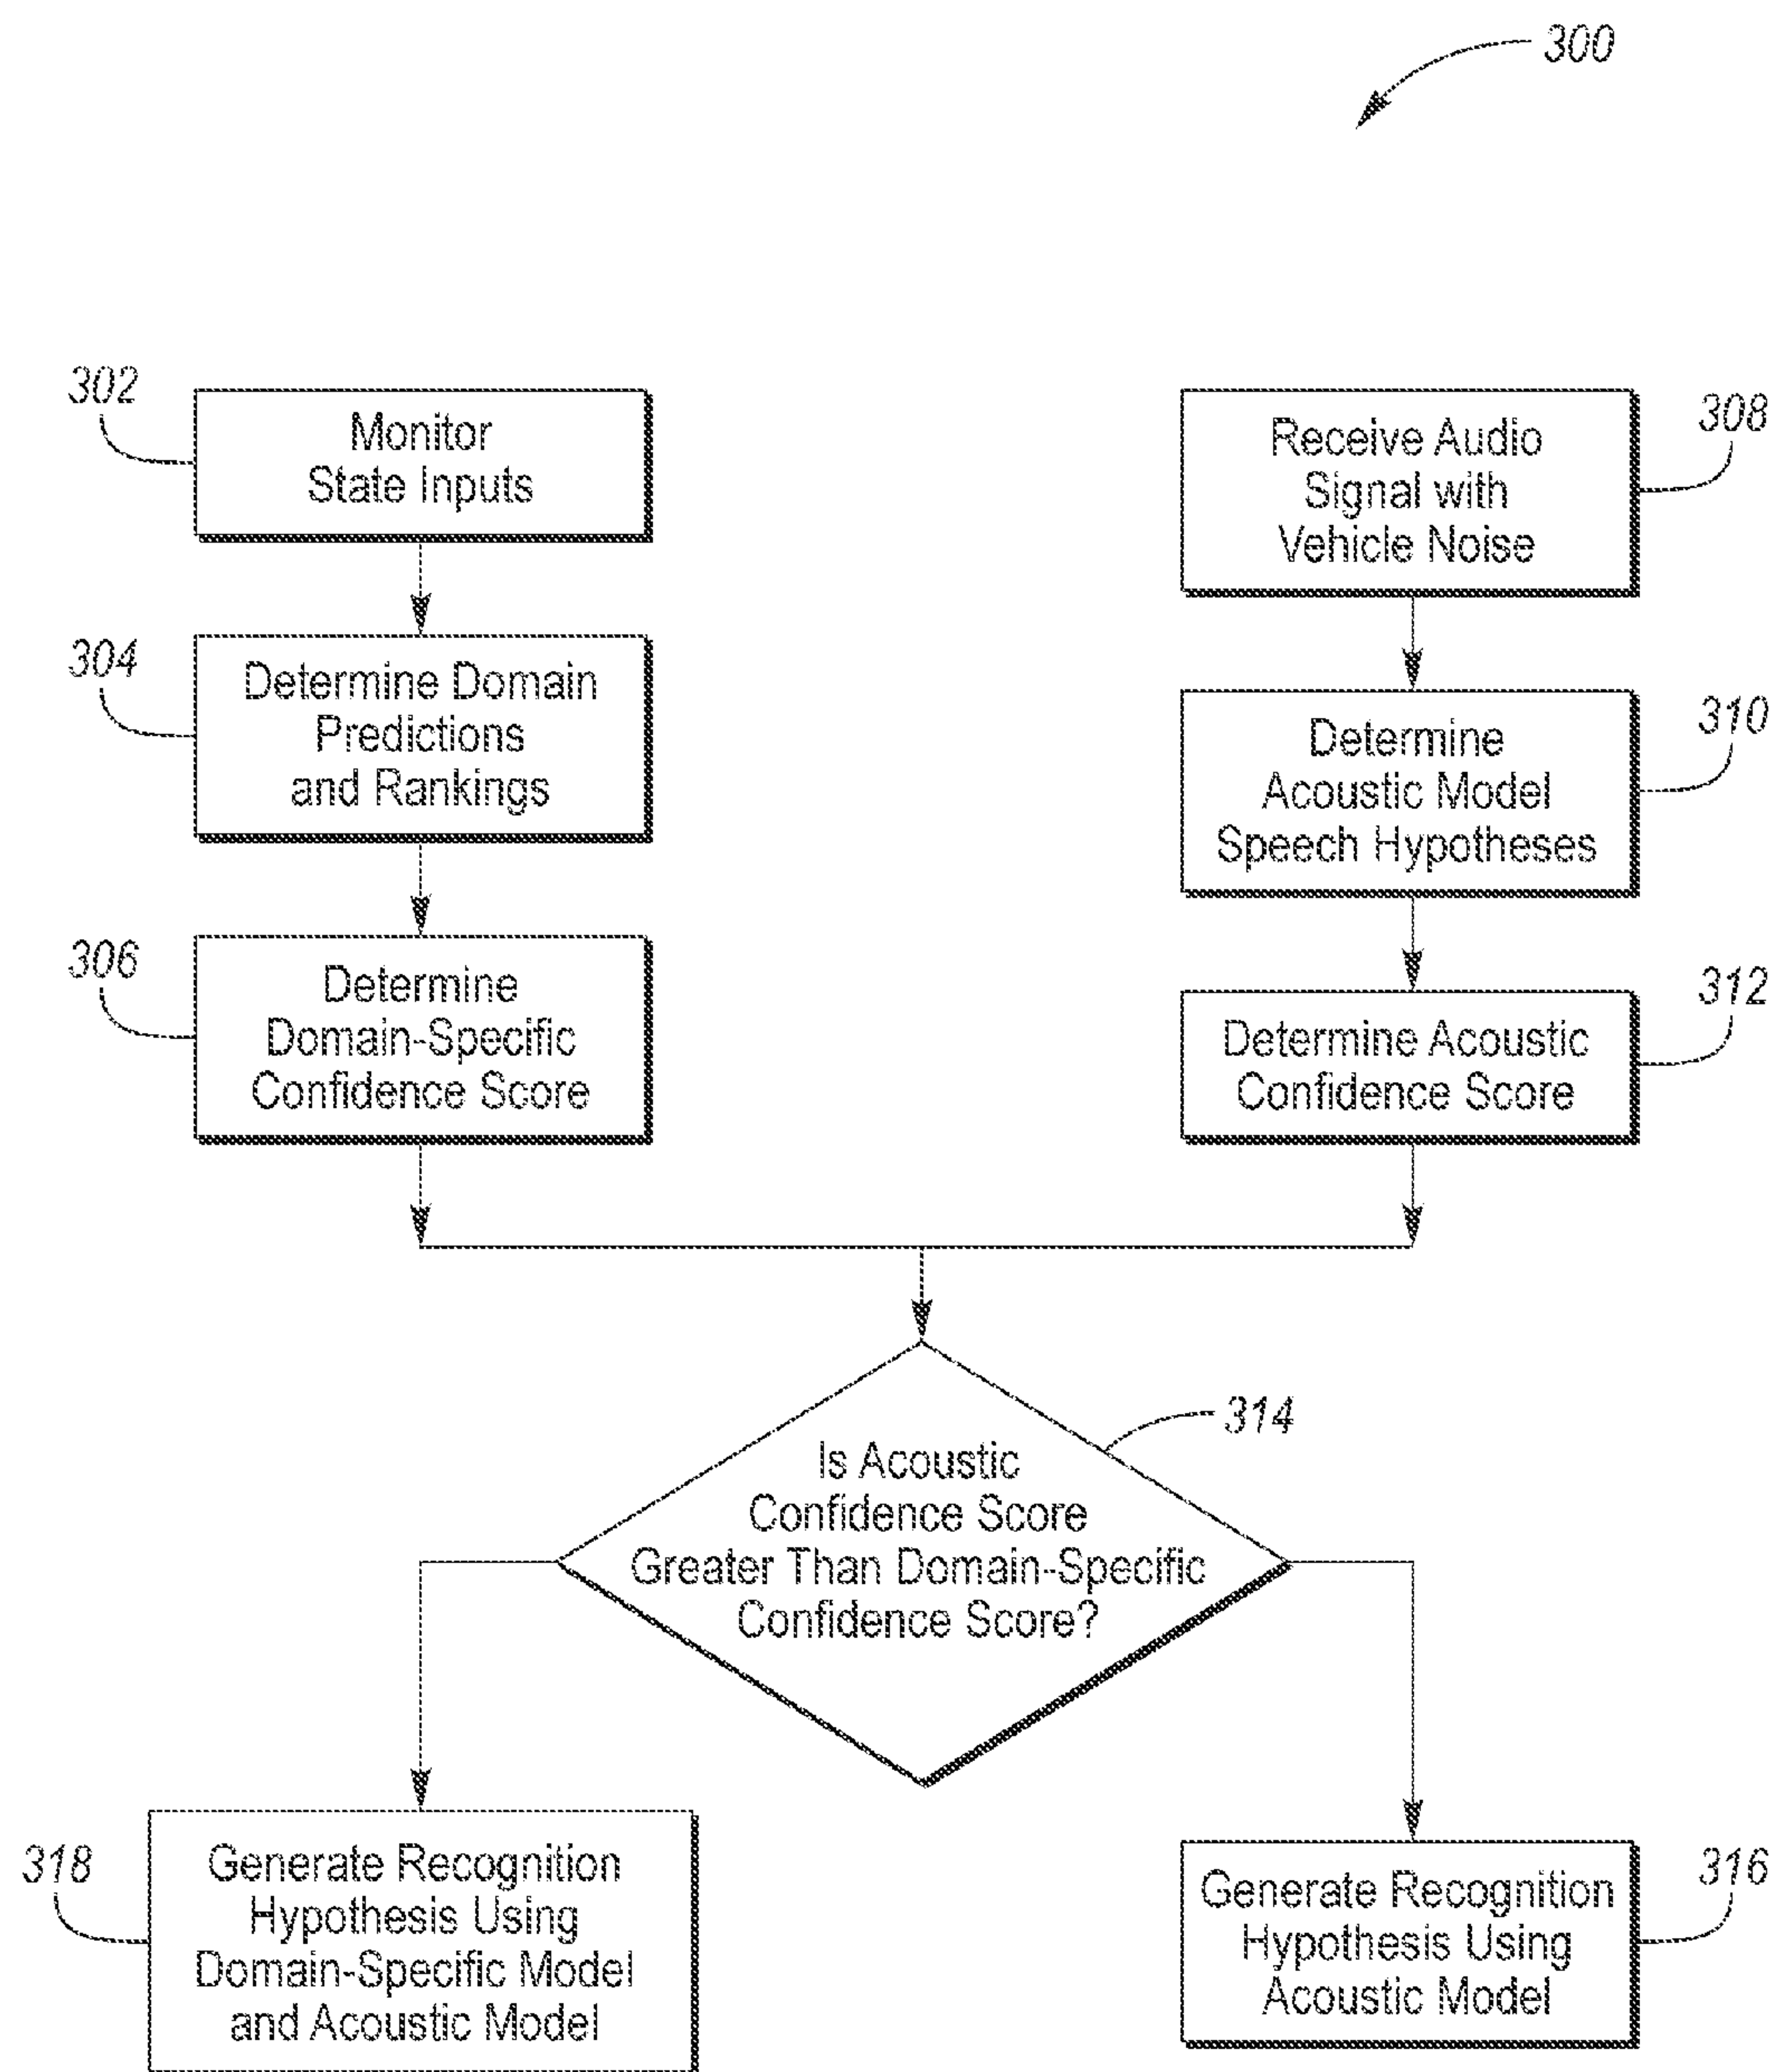 300
302
Monitor
State Inputs
308
Receive Audio
Signal with
Vehicle Noise
304
Determine Domain
Predictions
and Rankings
310
Determine
Acoustic Model
Speech Hypotheses
306
Determine
Domain-Specific
Confidence Score
312
Determine Acoustic
Confidence Score
314
Is Acoustic
Confidence Score
Greater Than Domain-Specific
Confidence Score?
318
Generate Recognition
Hypothesis Using
Domain-Specific Model
and Acoustic Model
316
Generate Recognition
Hypothesis Using
Acoustic Model